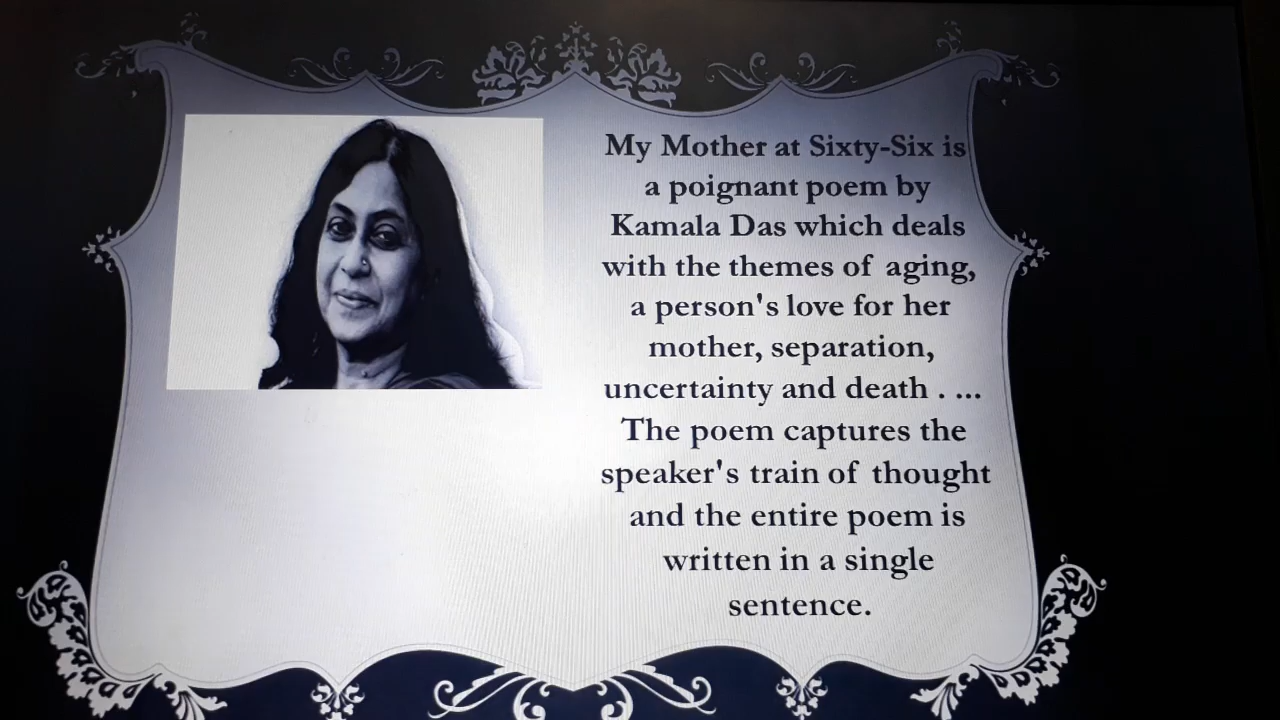 My Mother at Sixty-Six is
a poignant poem by
Kamala Das which deals
with the themes of aging,
a person's love for her
mother, separation,
uncertainty and death . ...
The poem captures the
speaker's train of thought
and the entire poem is
written in a single
sentence.